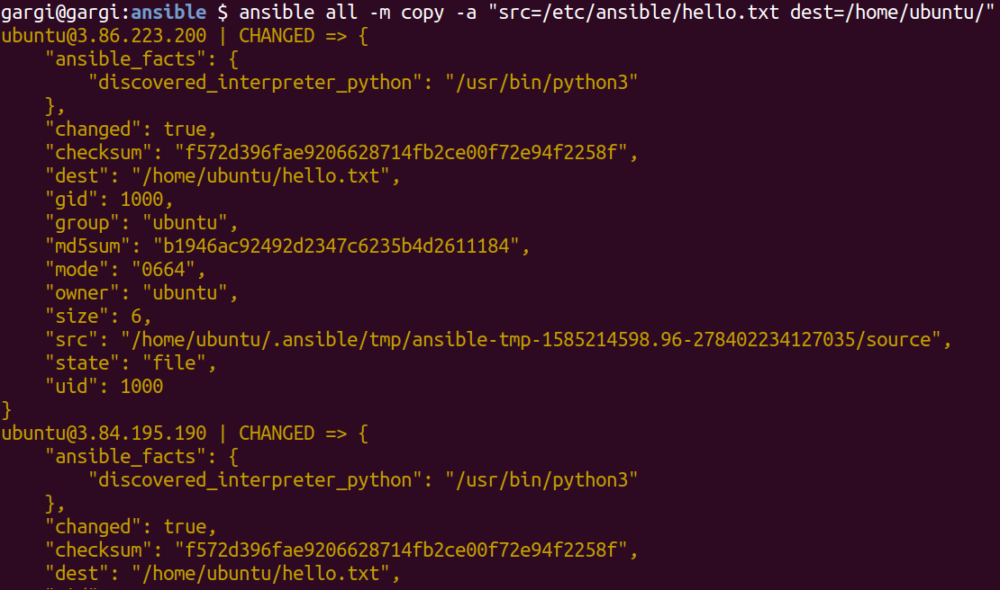 gargi@gargi:ansible $ ansible all -m copy -a "src=/etc/ansible/hello.txt dest=/home/ubuntu/"
ubuntu@3.86.223.200 | CHANGED => {
    "ansible_facts": {
        "discovered_interpreter_python": "/usr/bin/python3"
    },
    "changed": true,
    "checksum": "f572d396fae9206628714fb2ce00f72e94f2258f",
    "dest": "/home/ubuntu/hello.txt",
    "gid": 1000,
    "group": "ubuntu",
    "md5sum": "b1946ac92492d2347c6235b4d2611184",
    "mode": "0664",
    "owner": "ubuntu",
    "size": 6,
    "src": "/home/ubuntu/.ansible/tmp/ansible-tmp-1585214598.96-278402234127035/source",
    "state": "file",
    "uid": 1000
}
ubuntu@3.84.195.190 | CHANGED => {
    "ansible_facts": {
        "discovered_interpreter_python": "/usr/bin/python3"
    },
    "changed": true,
    "checksum": "f572d396fae9206628714fb2ce00f72e94f2258f",
    "dest": "/home/ubuntu/hello.txt",